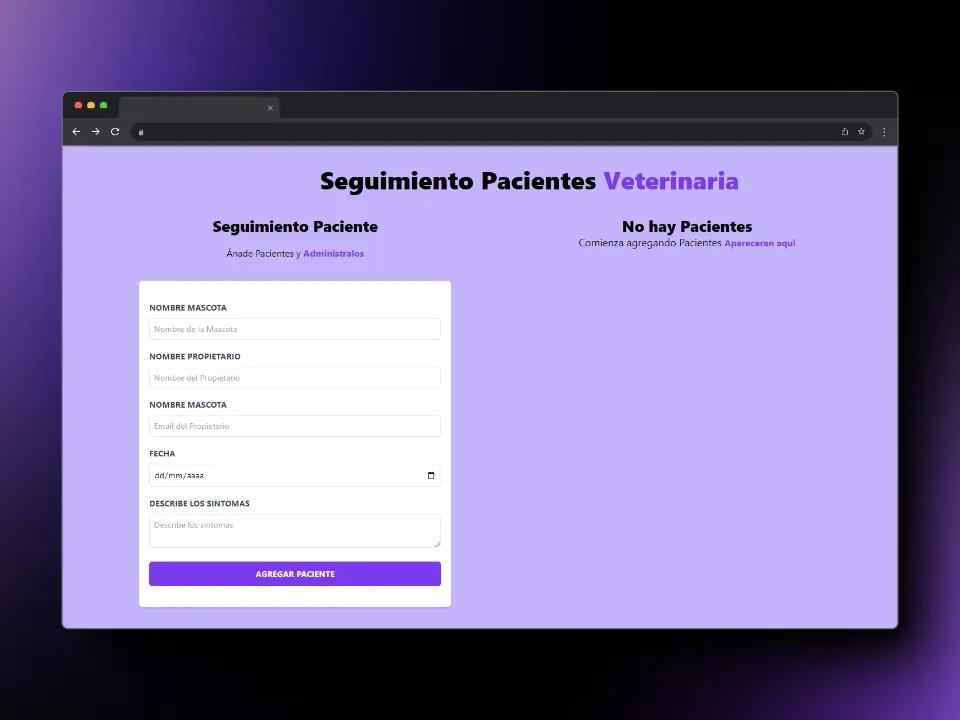 Seguimiento Pacientes Veterinaria
Seguimiento Paciente
Ánade Pacientes y Adminístralos
NOMBRE MASCOTA
Nombre de la Mascota
NOMBRE PROPIETARIO
Nombre del Propietario
NOMBRE MASCOTA
Email del Propietario
FECHA
dd/mm/aaaa
DESCRIBE LOS SINTOMAS
Describe los sintomas
AGREGAR PACIENTE
No hay Pacientes
Comienza agregando Pacientes Apareceran aqui